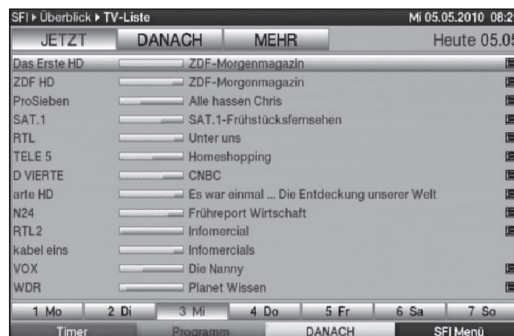 SFI ▸ Überblick ▸ TV-Liste Mi 05.05.2010 08:2
JETZT DANACH MEHR Heute 05.05
Das Erste HD ZDF-Morgenmagazin
ZDF HD ZDF-Morgenmagazin
ProSieben Alle hassen Chris
SAT.1 SAT.1-Frühstücksfernsehen
RTL Unter uns
TELE 5 Homeshopping
D VIERTE CNBC
arte HD Es war einmal ... Die Entdeckung unserer Welt
N24 Frühreport Wirtschaft
RTL2 Infomercial
kabel eins Infomercials
VOX Die Nanny
WDR Planet Wissen
1 Mo 2 Di 3 Mi 4 Do 5 Fr 6 Sa 7 So
Timer Programm DANACH SFI Menü